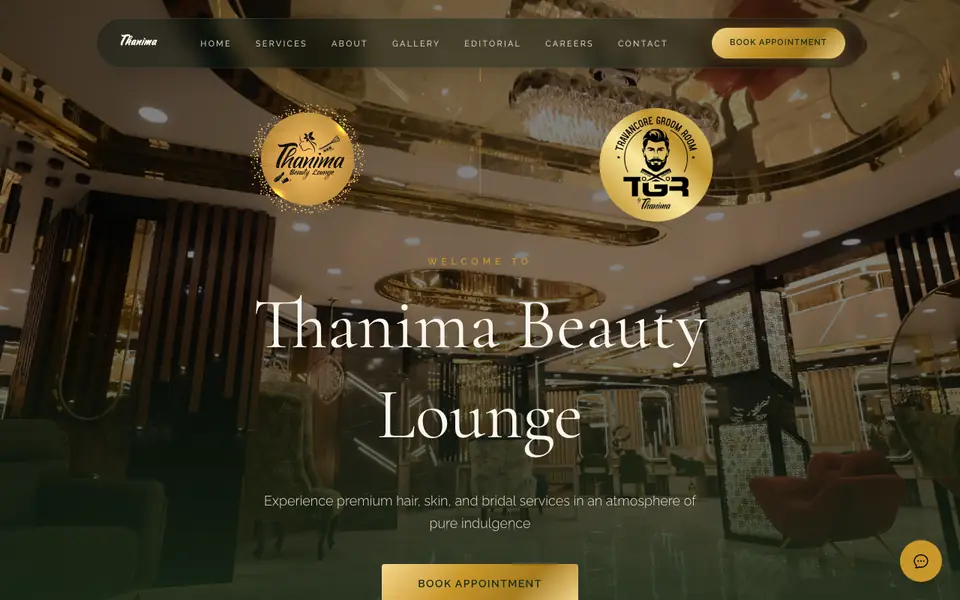 Thanima
HOME
SERVICES
ABOUT
GALLERY
EDITORIAL
CAREERS
CONTACT
BOOK APPOINTMENT
Thanima
Beauty Lounge
TRAVANCORE GROOM ROOM
TGR
by Thanima
WELCOME TO
Thanima Beauty
Lounge
Experience premium hair, skin, and bridal services in an atmosphere of
pure indulgence
BOOK APPOINTMENT